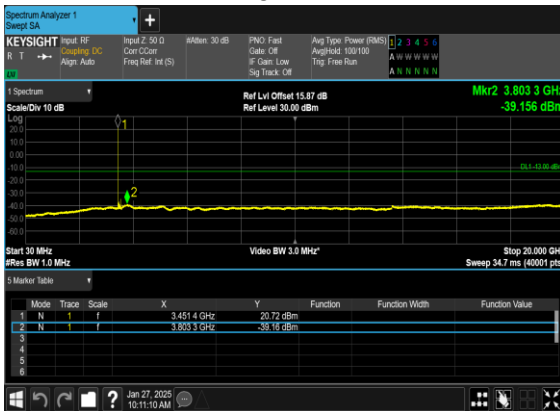 Spectrum Analyzer 1
Swept SA
+
KEYSIGHT Input: RF Input Z: 50 Ω #Atten: 30 dB PNO: Fast Avg Type: Power (RMS) 1 2 3 4 5 6
R T Coupling: DC Corr CCorr Gate: Off Avg|Hold: 100/100 A W W W W W
Align: Auto Freq Ref: Int (S) IF Gain: Low Trig: Free Run
Sig Track: Off A N N N N N
1 Spectrum Ref Lvl Offset 15.87 dB Mkr2 3.803 3 GHz
Scale/Div 10 dB Ref Level 30.00 dBm -39.156 dBm
Log
20.0
10.0
0.00
-10.0
DL1 -13.00 dBm
-20.0
-30.0
-40.0
-50.0
-60.0
1
2
Start 30 MHz Video BW 3.0 MHz* Stop 20.000 GH
#Res BW 1.0 MHz Sweep 34.7 ms (40001 pts
5 Marker Table
Mode Trace Scale X Y Function Function Width Function Value
1 N 1 f 3.451 4 GHz 20.72 dBm
2 N 1 f 3.803 3 GHz -39.16 dBm
3
4
5
6
? Jan 27, 2025
10:11:10 AM